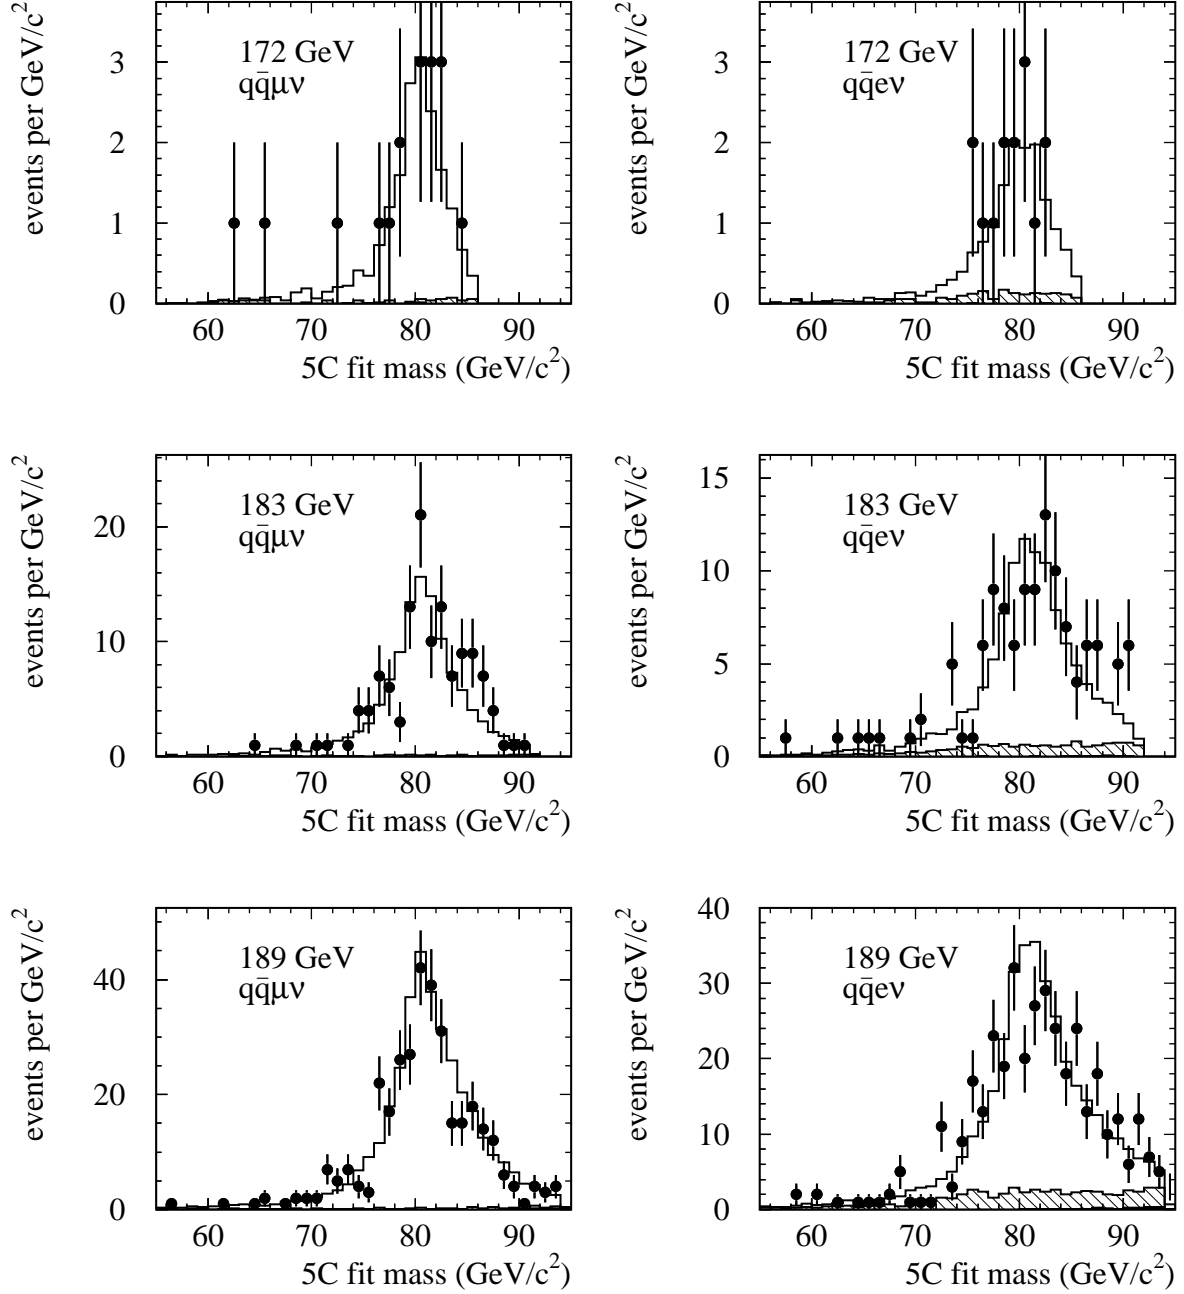 events per GeV/c²
3
2
1
0
172 GeV
qq̄μν
60 70 80 90
5C fit mass (GeV/c²)
events per GeV/c²
3
2
1
0
172 GeV
qq̄eν
60 70 80 90
5C fit mass (GeV/c²)
events per GeV/c²
20
10
0
183 GeV
qq̄μν
60 70 80 90
5C fit mass (GeV/c²)
events per GeV/c²
15
10
5
0
183 GeV
qq̄eν
60 70 80 90
5C fit mass (GeV/c²)
events per GeV/c²
40
20
0
189 GeV
qq̄μν
60 70 80 90
5C fit mass (GeV/c²)
events per GeV/c²
40
30
20
10
0
189 GeV
qq̄eν
60 70 80 90
5C fit mass (GeV/c²)